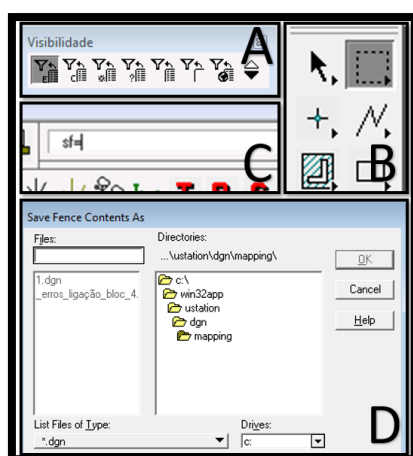 Visibilidade
A
E
C
?
B
sf=
C
Save Fence Contents As
Files:
Directories:
...\ustation\dgn\mapping\
OK
1.dgn
_erros_ligação_bloc_4.
c:\
win32app
ustation
dgn
mapping
Cancel
Help
List Files of Type:
*.dgn
Drives:
c:
D